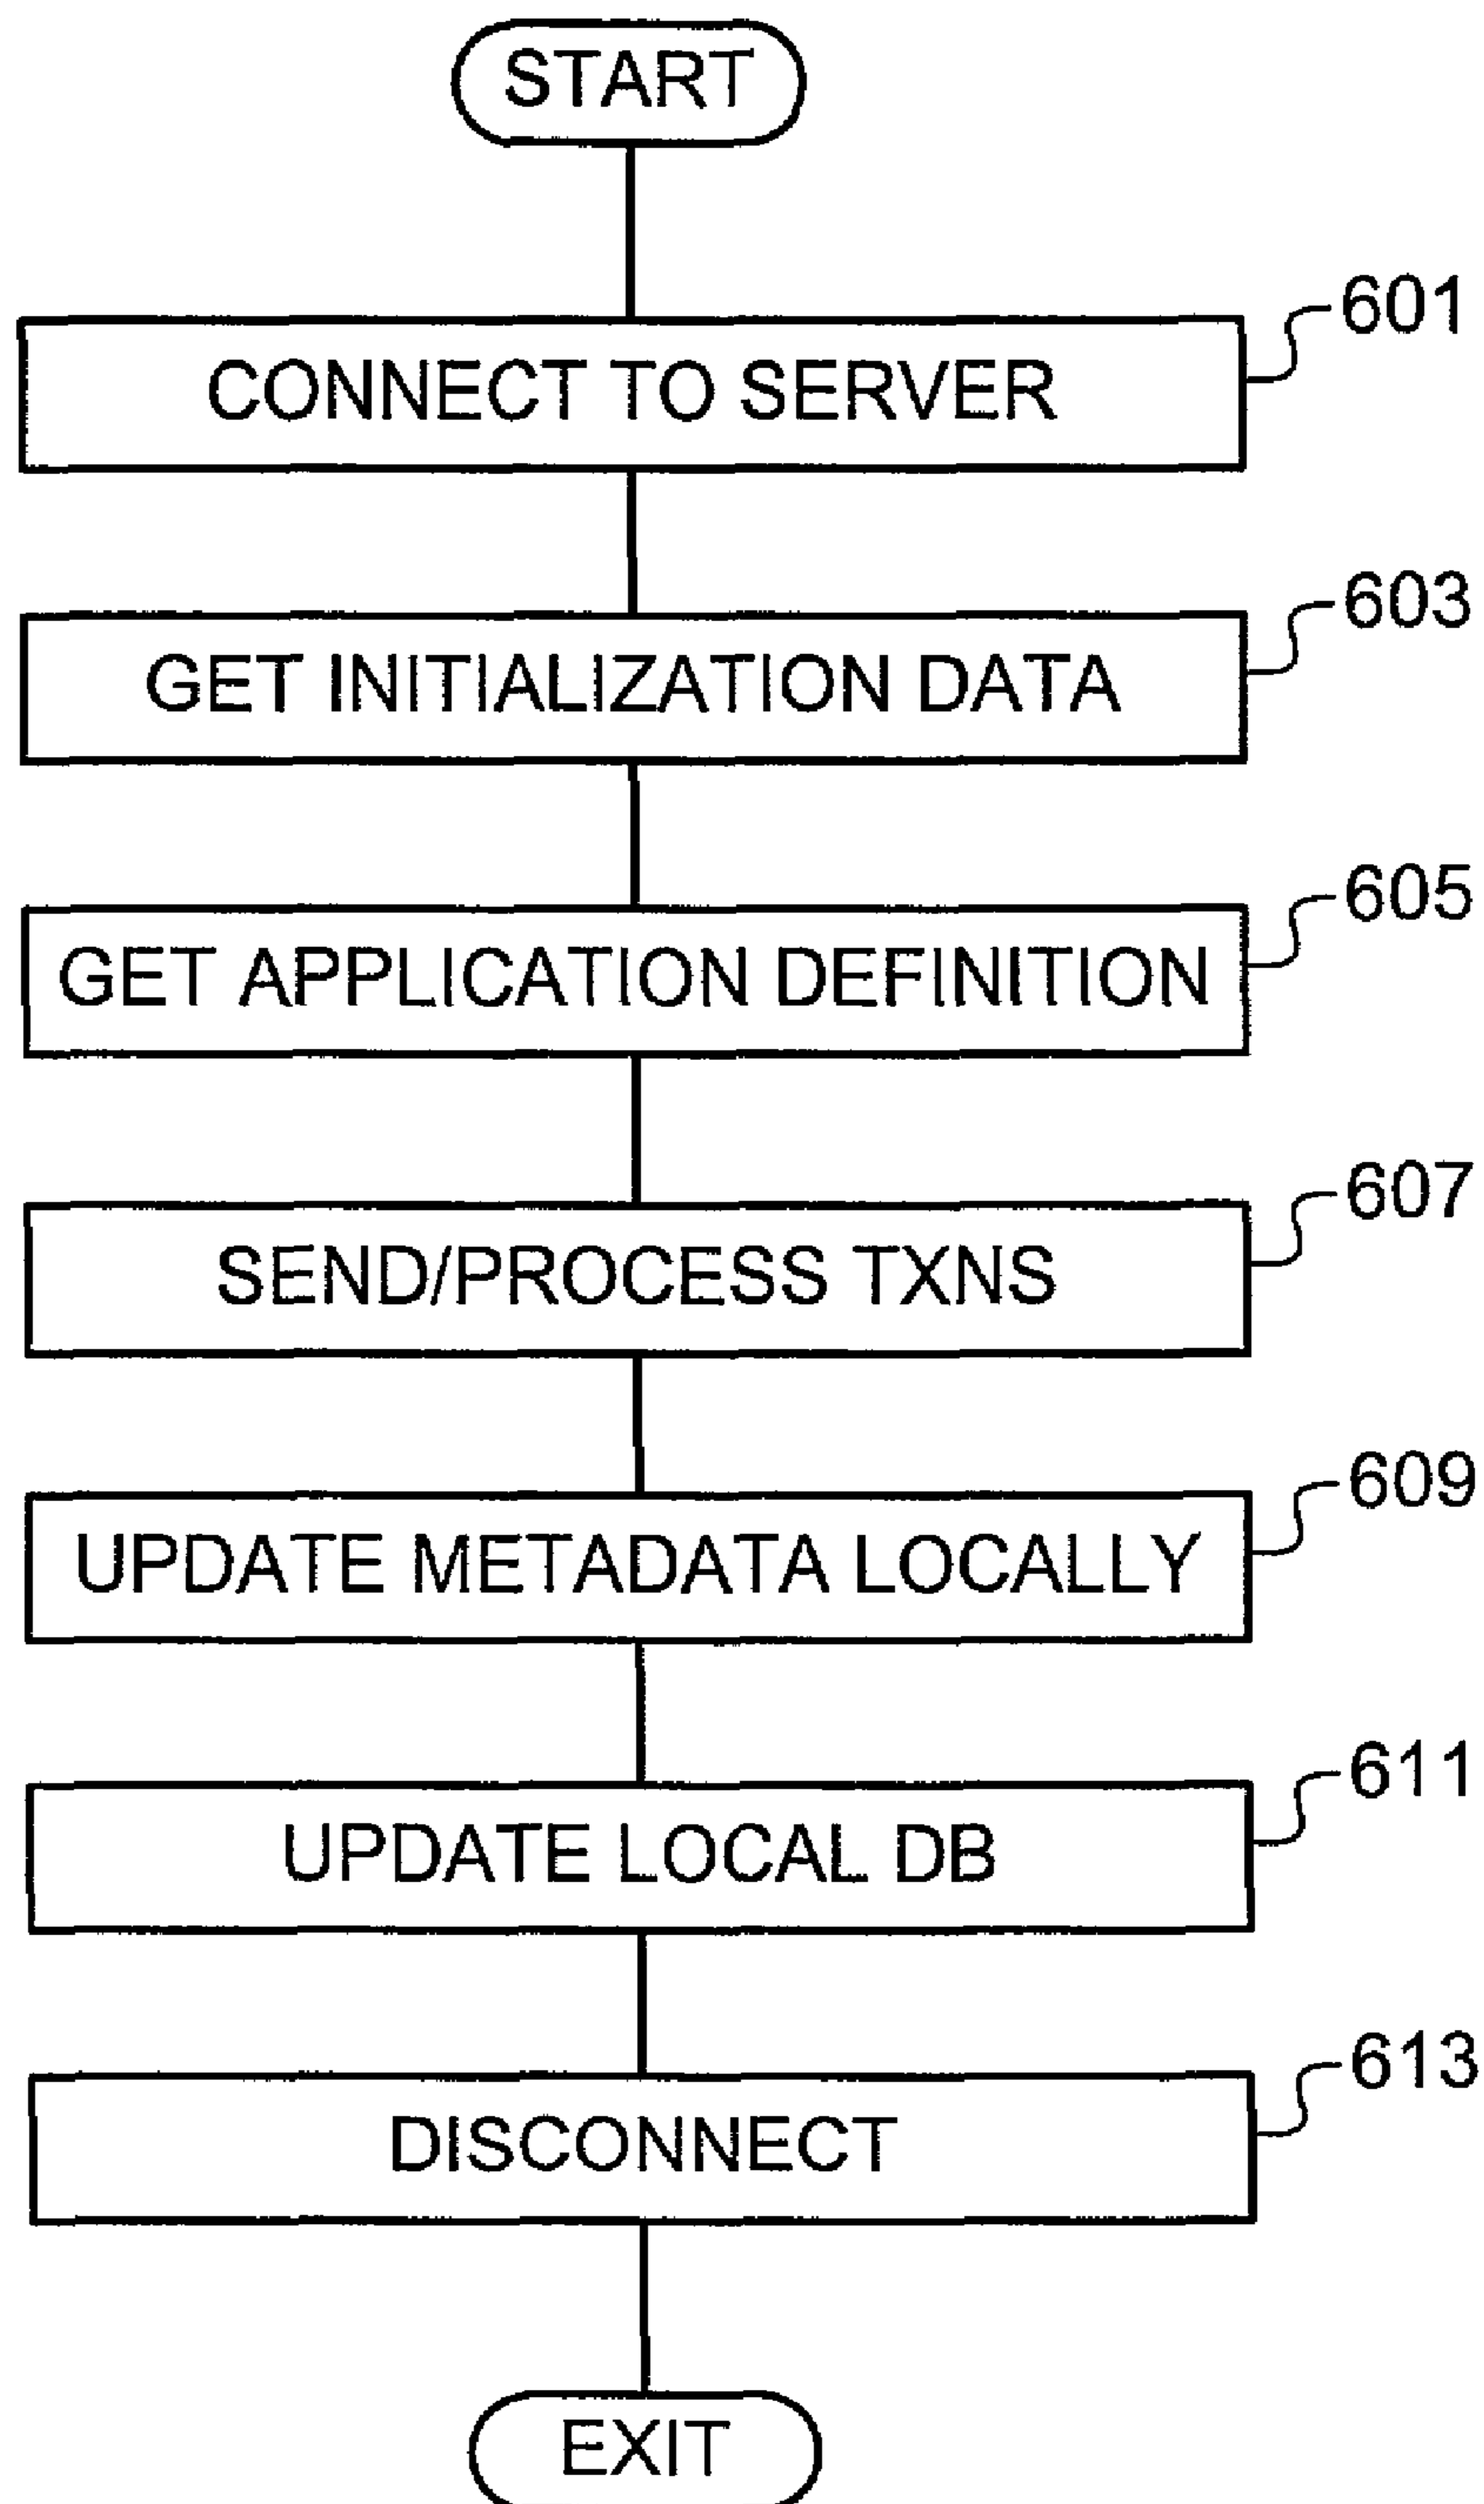 START
601
CONNECT TO SERVER
603
GET INITIALIZATION DATA
605
GET APPLICATION DEFINITION
607
SEND/PROCESS TXNS
609
UPDATE METADATA LOCALLY
611
UPDATE LOCAL DB
613
DISCONNECT
EXIT